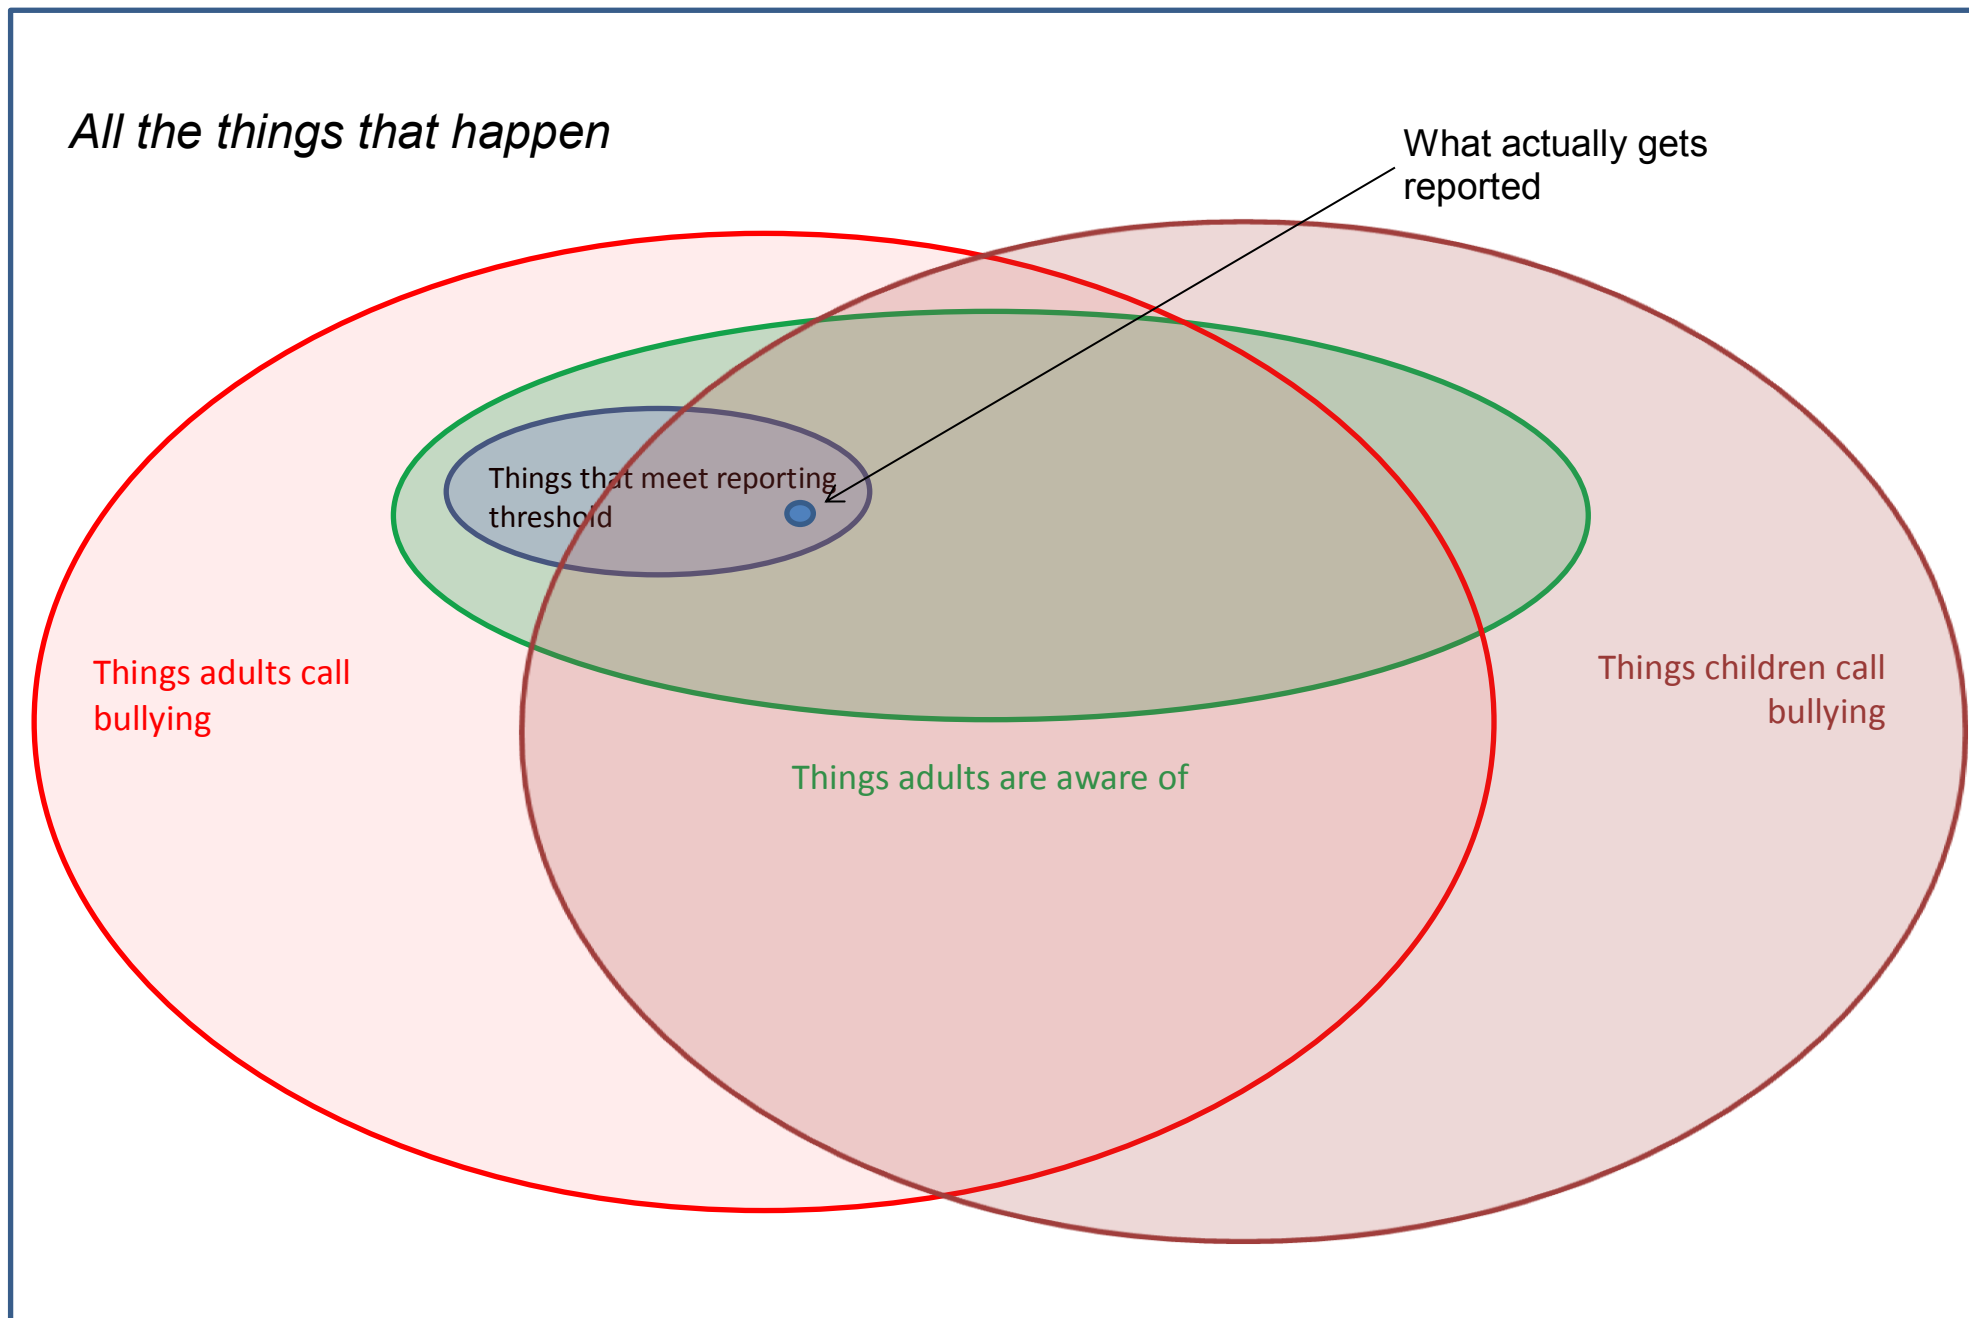 All the things that happen
What actually gets
reported
Things that meet reporting
threshold
Things adults call
bullying
Things children call
bullying
Things adults are aware of